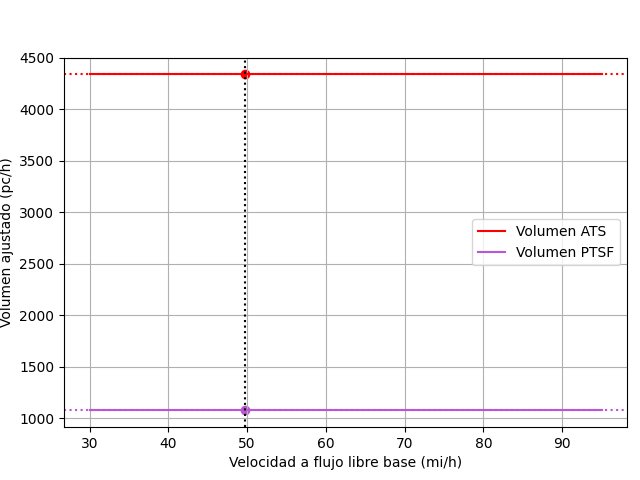 4500
4000
3500
3000
2500
2000
1500
1000
Volumen ajustado (pc/h)
Volumen ATS
Volumen PTSF
30 40 50 60 70 80 90
Velocidad a flujo libre base (mi/h)